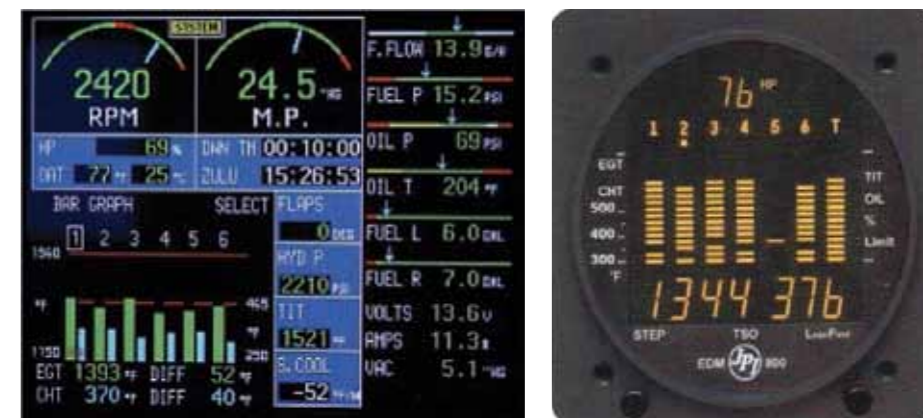 SYSTEM
2420
RPM
24.5 "HG
M.P.
HP 69 %
DWN TM 00:10:00
OAT 77 °F 25 °C
ZULU 15:26:53
BAR GRAPH SELECT
1 2 3 4 5 6
1560
°F
465
°F
1150
250
EGT 1393 °F DIFF 52 °F
CHT 370 °F DIFF 40 °F
FLAPS
0 DEG
HYD P
2210 PSI
TIT
1521 °F
S.COOL
-52
F.FLOW 13.9 G/H
FUEL P 15.2 PSI
OIL P 69 PSI
OIL T 204 °F
FUEL L 6.0 GAL
FUEL R 7.0 GAL
VOLTS 13.6 V
AMPS 11.3
VAC 5.1 "HG
76 HP
1 2 3 4 5 6 T
EGT
TIT
CHT
OIL
500
%
400
Limit
300
°F
1344 376
STEP TSO LeanFind
EDM JPI 800